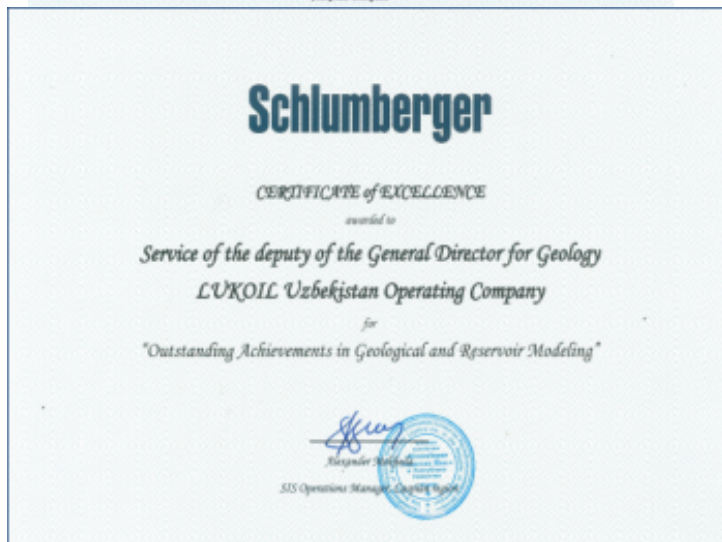 Schlumberger
CERTIFICATE of EXCELLENCE
awarded to
Service of the deputy of the General Director for Geology
LUKOIL Uzbekistan Operating Company
for
"Outstanding Achievements in Geological and Reservoir Modeling"
Alexander
SIS Operations Manager,